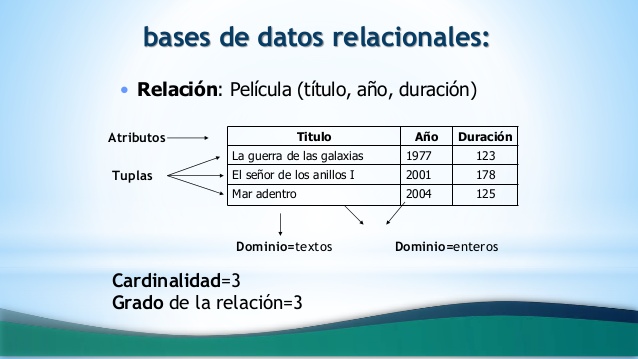 bases de datos relacionales:
• Relación: Película (título, año, duración)
Atributos
Titulo Año Duración
La guerra de las galaxias 1977 123
Tuplas
El señor de los anillos I 2001 178
Mar adentro 2004 125
Dominio=textos Dominio=enteros
Cardinalidad=3
Grado de la relación=3